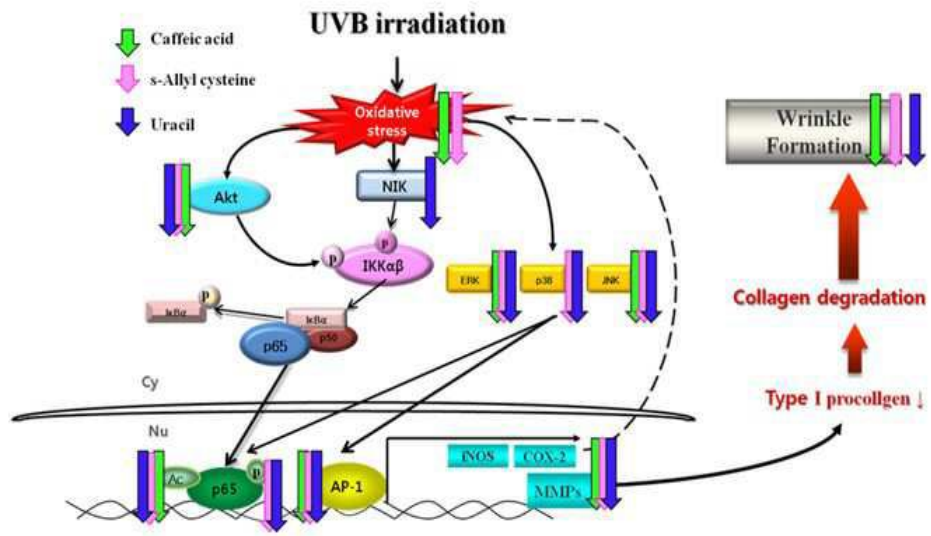 UVB irradiation
Caffeic acid
s-Allyl cysteine
Uracil
Oxidative
stress
Wrinkle
Formation
Akt
NIK
P
P
IKKαβ
ERK
p38
JNK
P
IκBα
IκBα
p65
p50
Collagen degradation
Type I procollgen ↓
Cy
Nu
Ac
p65
P
AP-1
iNOS
COX-2
MMPs